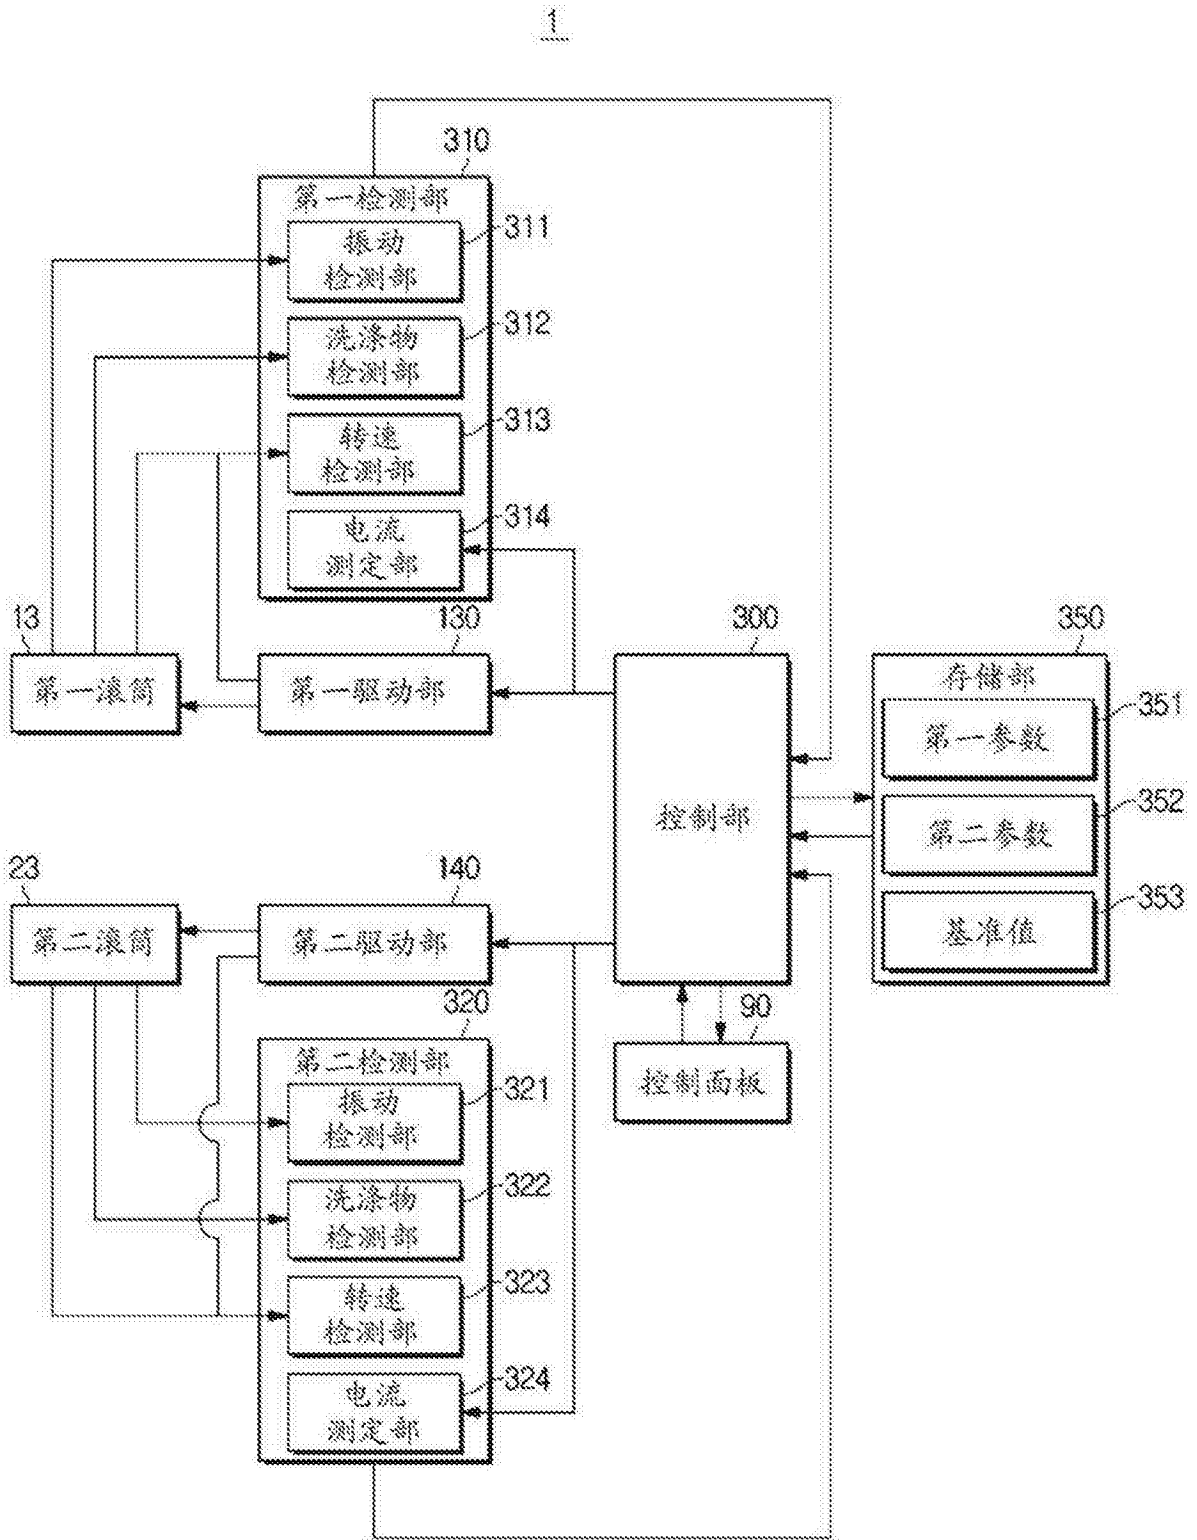 1
310
第一检测部
311
振动
检测部
312
洗涤物
检测部
313
转速
检测部
314
电流
测定部
13
第一滚筒
130
第一驱动部
300
控制部
350
存储部
351
第一参数
352
第二参数
353
基准值
23
第二滚筒
140
第二驱动部
90
控制面板
320
第二检测部
321
振动
检测部
322
洗涤物
检测部
323
转速
检测部
324
电流
测定部